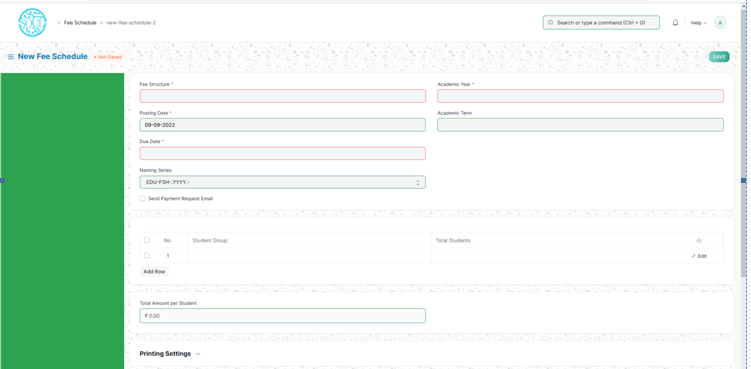 Fee Schedule
new-fee-schedule-2
Search or type a command (Ctrl + G)
Help
A
New Fee Schedule
• Not Saved
SAVE
Fee Structure *
Academic Year *
Posting Date *
Academic Term
09-09-2022
Due Date *
Naming Series
EDU-FSH-.YYYY.-
Send Payment Request Email
No.
Student Group
Total Students
1
Edit
Add Row
Total Amount per Student
₹ 0.00
Printing Settings